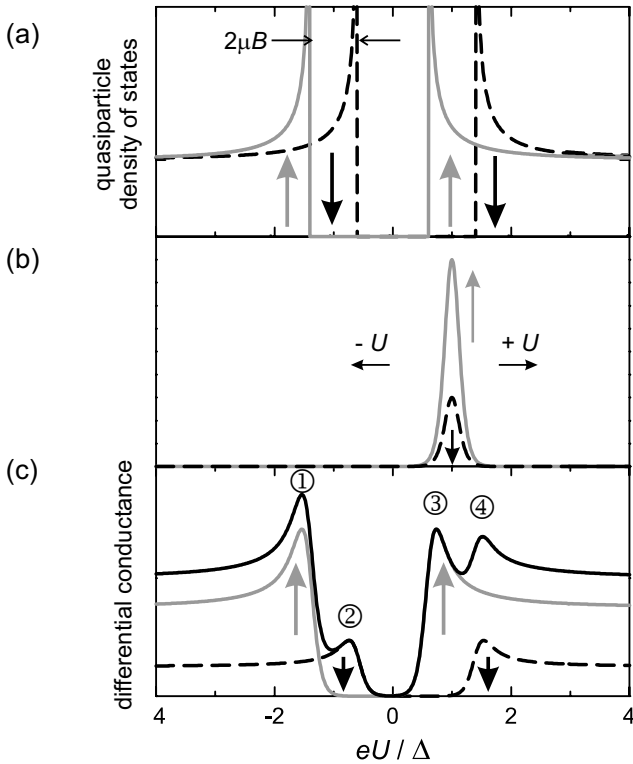 (a)
2μB
quasiparticle
density of states
(b)
- U
+ U
(c)
differential conductance
①
②
③
④
-4
-2
0
2
4
eU / Δ